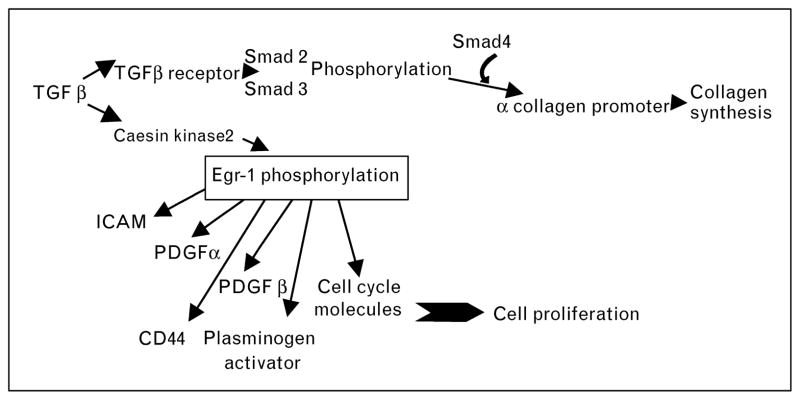 TGF β
TGFβ receptor
Smad 2
Smad 3
Phosphorylation
Smad4
α collagen promoter
Collagen
synthesis
Caesin kinase2
Egr-1 phosphorylation
ICAM
PDGFα
CD44
PDGF β
Plasminogen
activator
Cell cycle
molecules
Cell proliferation